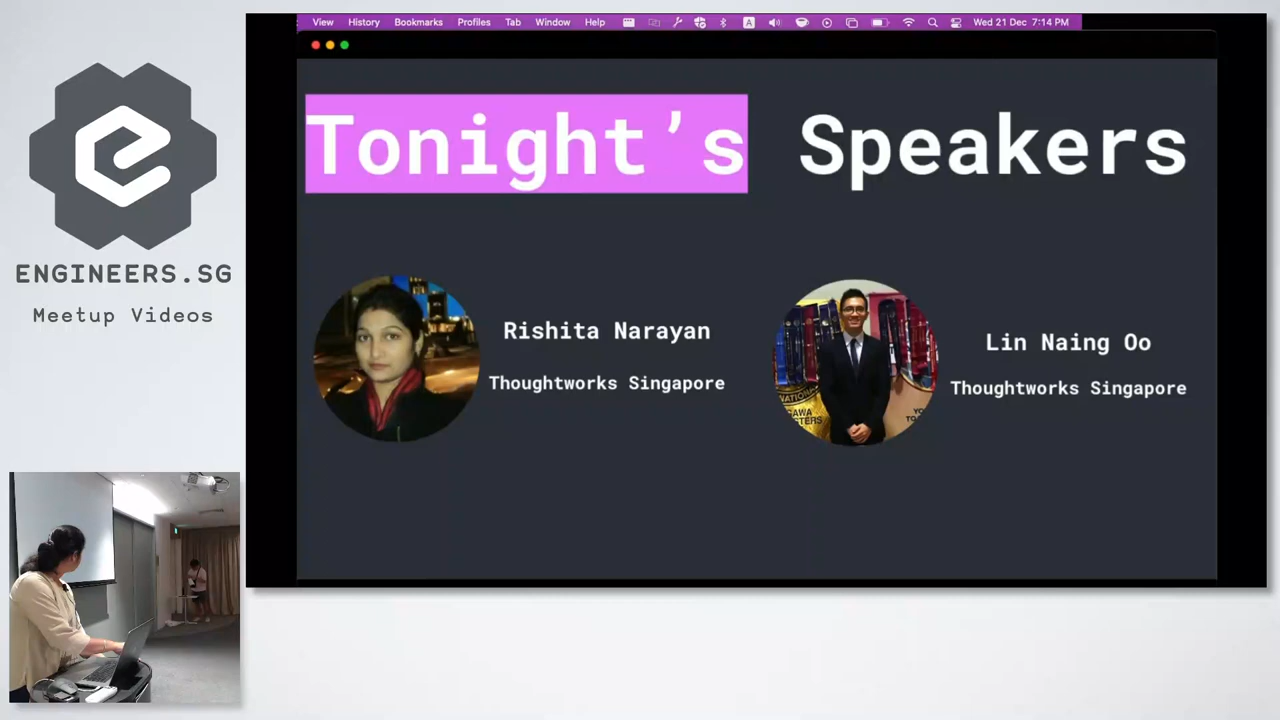 View History Bookmarks Profiles Tab Window Help A Wed 21 Dec 7:14 PM
Tonight's Speakers
ENGINEERS.SG
Meetup Videos
Rishita Narayan
Thoughtworks Singapore
Lin Naing Oo
Thoughtworks Singapore